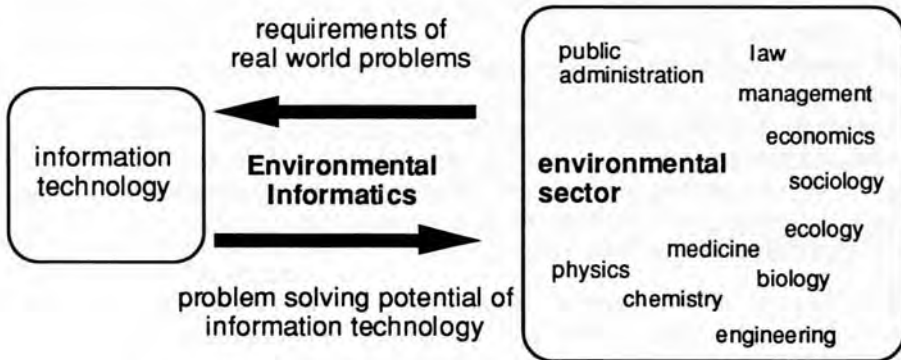 requirements of
real world problems
information
technology
Environmental
Informatics
problem solving potential of
information technology
public
administration
law
management
economics
environmental
sector
sociology
ecology
medicine
physics
biology
chemistry
engineering